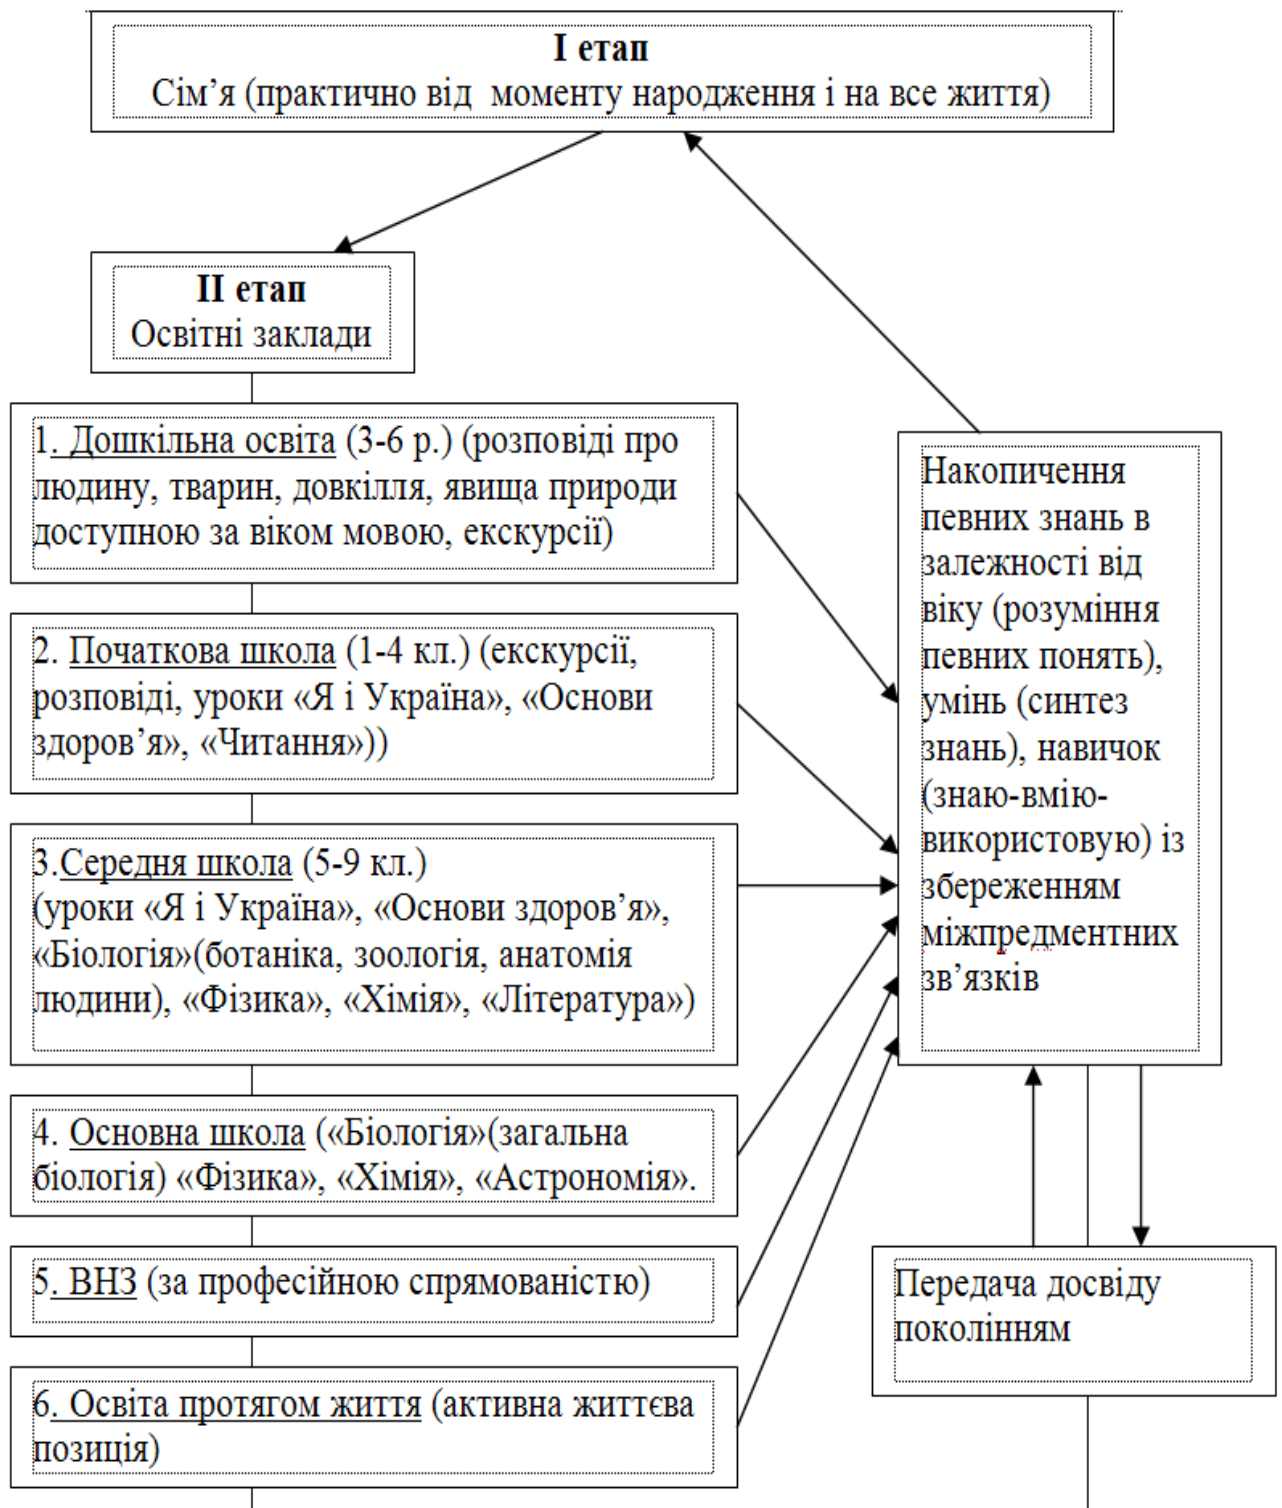 І етап
Сім’я (практично від моменту народження і на все життя)
ІІ етап
Освітні заклади
1. Дошкільна освіта (3-6 р.) (розповіді про
людину, тварин, довкілля, явища природи
доступною за віком мовою, екскурсії)
2. Початкова школа (1-4 кл.) (екскурсії,
розповіді, уроки «Я і Україна», «Основи
здоров’я», «Читання»))
3.Середня школа (5-9 кл.)
(уроки «Я і Україна», «Основи здоров’я»,
«Біологія»(ботаніка, зоологія, анатомія
людини), «Фізика», «Хімія», «Література»)
4. Основна школа («Біологія»(загальна
біологія) «Фізика», «Хімія», «Астрономія».
5. ВНЗ (за професійною спрямованістю)
6. Освіта протягом життя (активна життєва
позиція)
Накопичення
певних знань в
залежності від
віку (розуміння
певних понять),
умінь (синтез
знань), навичок
(знаю-вмію-
використовую) із
збереженням
міжпредментних
зв’язків
Передача досвіду
поколінням